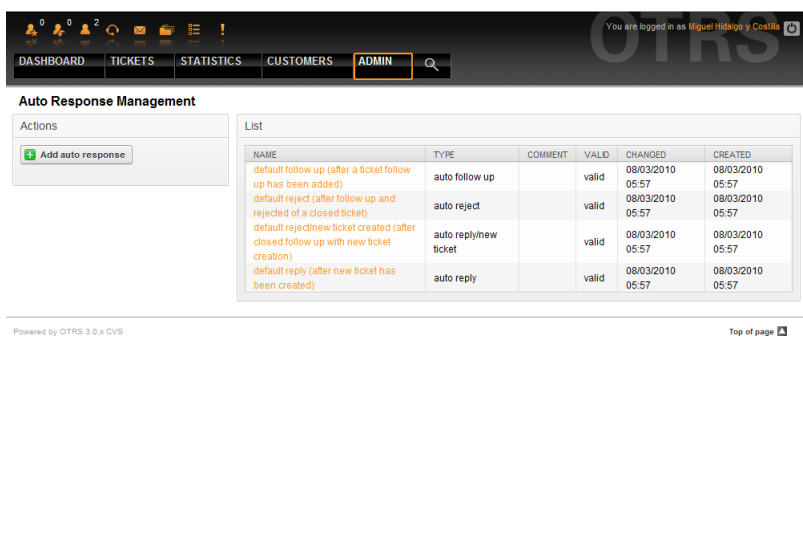 0 0 2
OTRS
You are logged in as Miguel Hidalgo y Costilla
DASHBOARD TICKETS STATISTICS CUSTOMERS ADMIN
Auto Response Management
Actions
Add auto response
List
NAME TYPE COMMENT VALID CHANGED CREATED
default follow up (after a ticket follow
up has been added)
auto follow up
valid
08/03/2010
05:57
08/03/2010
05:57
default reject (after follow up and
rejected of a closed ticket)
auto reject
valid
08/03/2010
05:57
08/03/2010
05:57
default reject/new ticket created (after
closed follow up with new ticket
creation)
auto reply/new
ticket
valid
08/03/2010
05:57
08/03/2010
05:57
default reply (after new ticket has
been created)
auto reply
valid
08/03/2010
05:57
08/03/2010
05:57
Powered by OTRS 3.0.x CVS
Top of page